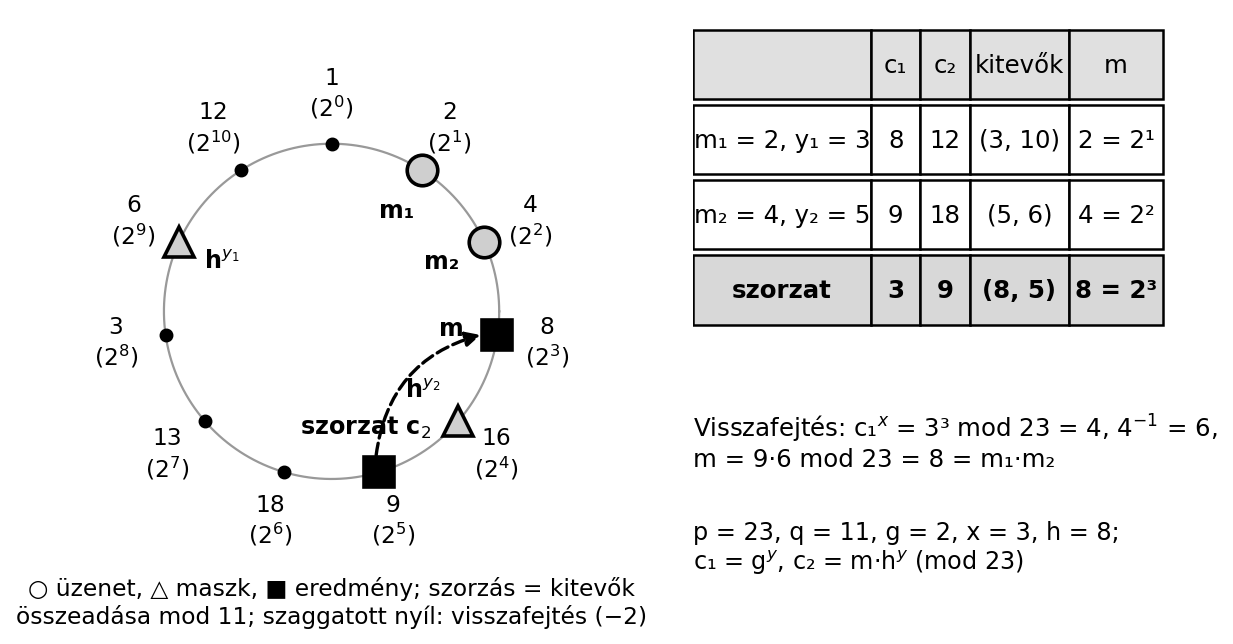 1
(2⁰)
2
(2¹)
4
(2²)
8
(2³)
16
(2⁴)
9
(2⁵)
18
(2⁶)
13
(2⁷)
3
(2⁸)
6
(2⁹)
12
(2¹⁰)
m₁
m₂
m
h^y₁
h^y₂
szorzat c₂
○ üzenet, △ maszk, ■ eredmény; szorzás = kitevők
összeadása mod 11; szaggatott nyíl: visszafejtés (−2)
c₁ c₂ kitevők m
m₁ = 2, y₁ = 3 8 12 (3, 10) 2 = 2¹
m₂ = 4, y₂ = 5 9 18 (5, 6) 4 = 2²
szorzat 3 9 (8, 5) 8 = 2³
Visszafejtés: c₁ˣ = 3³ mod 23 = 4, 4⁻¹ = 6,
m = 9·6 mod 23 = 8 = m₁·m₂
p = 23, q = 11, g = 2, x = 3, h = 8;
c₁ = gʸ, c₂ = m·hʸ (mod 23)